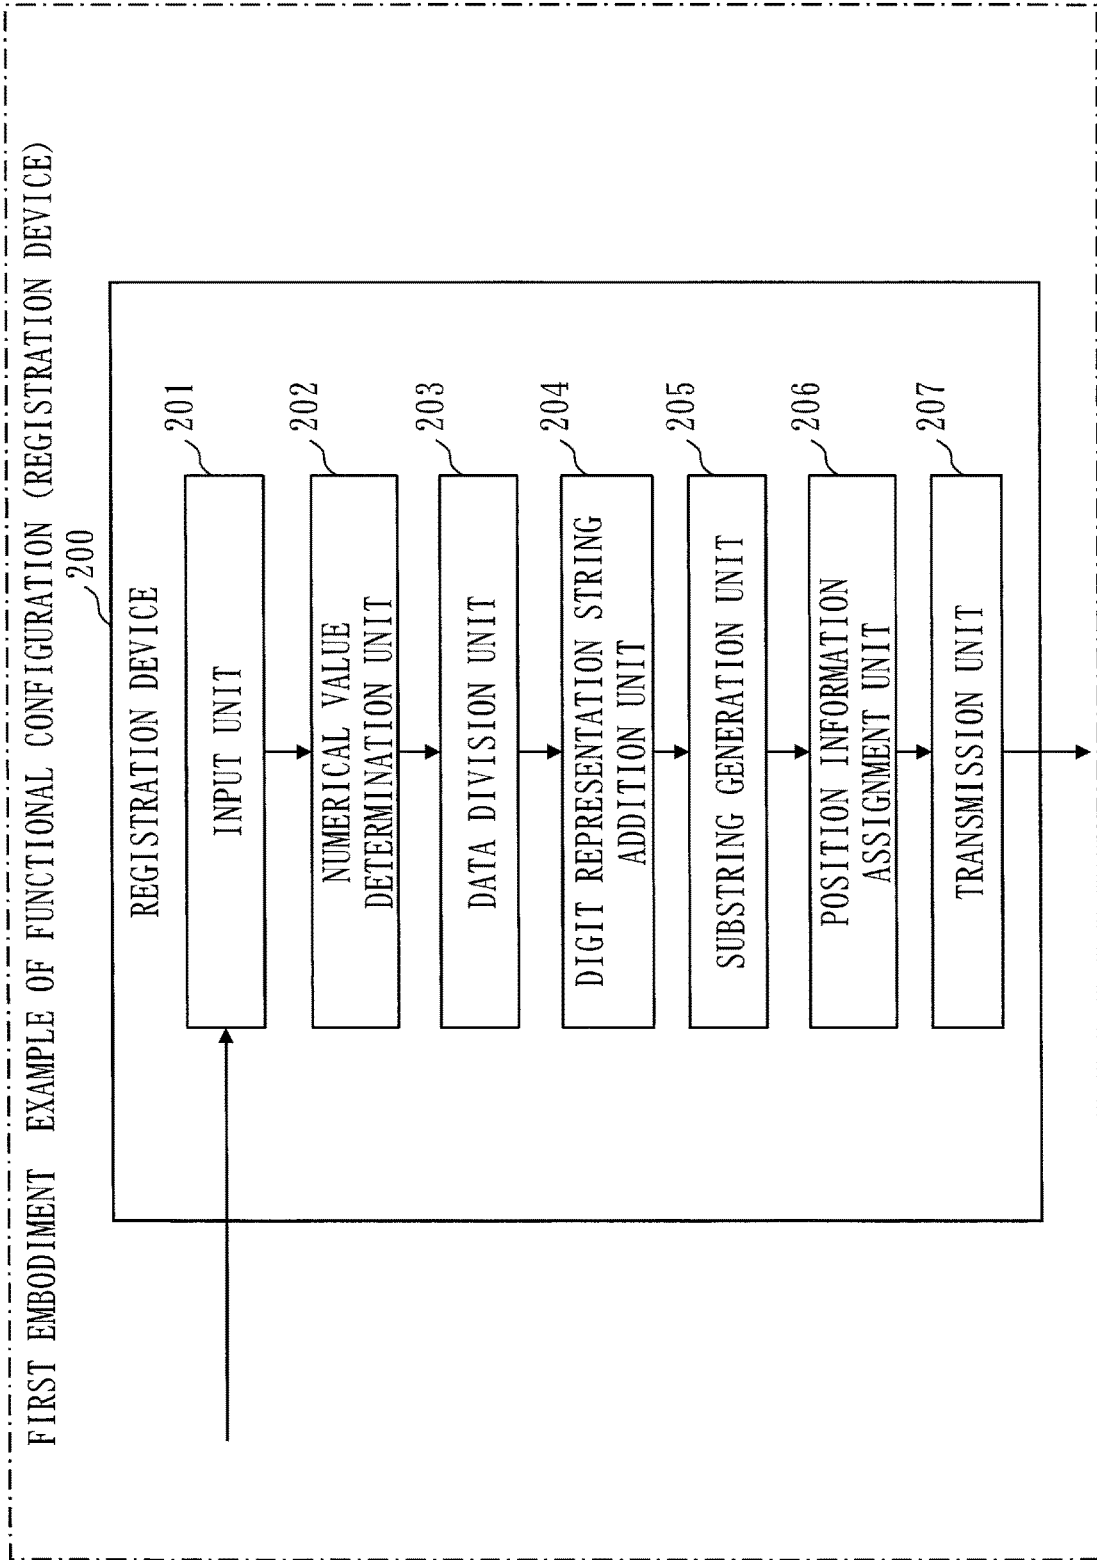 FIRST EMBODIMENT EXAMPLE OF FUNCTIONAL CONFIGURATION (REGISTRATION DEVICE)
200
REGISTRATION DEVICE
201
INPUT UNIT
202
NUMERICAL VALUE
DETERMINATION UNIT
203
DATA DIVISION UNIT
204
DIGIT REPRESENTATION STRING
ADDITION UNIT
205
SUBSTRING GENERATION UNIT
206
POSITION INFORMATION
ASSIGNMENT UNIT
207
TRANSMISSION UNIT